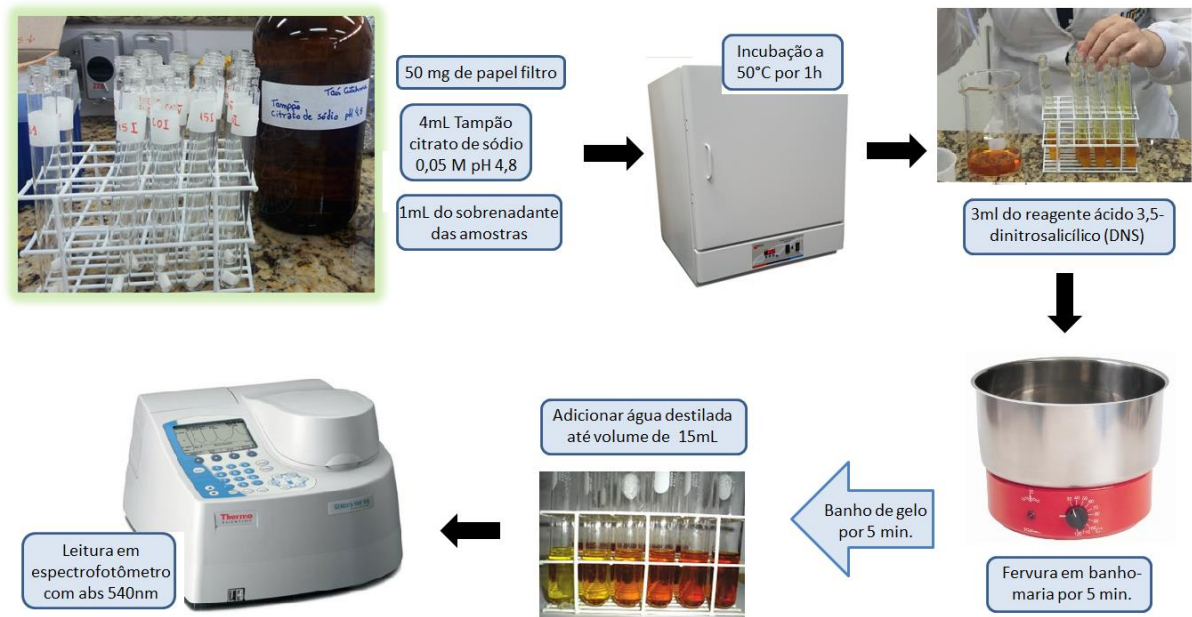 50 mg de papel filtro
4mL Tampão
citrato de sódio
0,05 M pH 4,8
1mL do sobrenadante
das amostras
Incubação a
50°C por 1h
3ml do reagente ácido 3,5-
dinitrosalicílico (DNS)
Fervura em banho-
maria por 5 min.
Banho de gelo
por 5 min.
Adicionar água destilada
até volume de 15mL
Leitura em
espectrofotômetro
com abs 540nm
Tampão
citrato de sódio pH 4,8
15I
Thermo
SCIENTIFIC